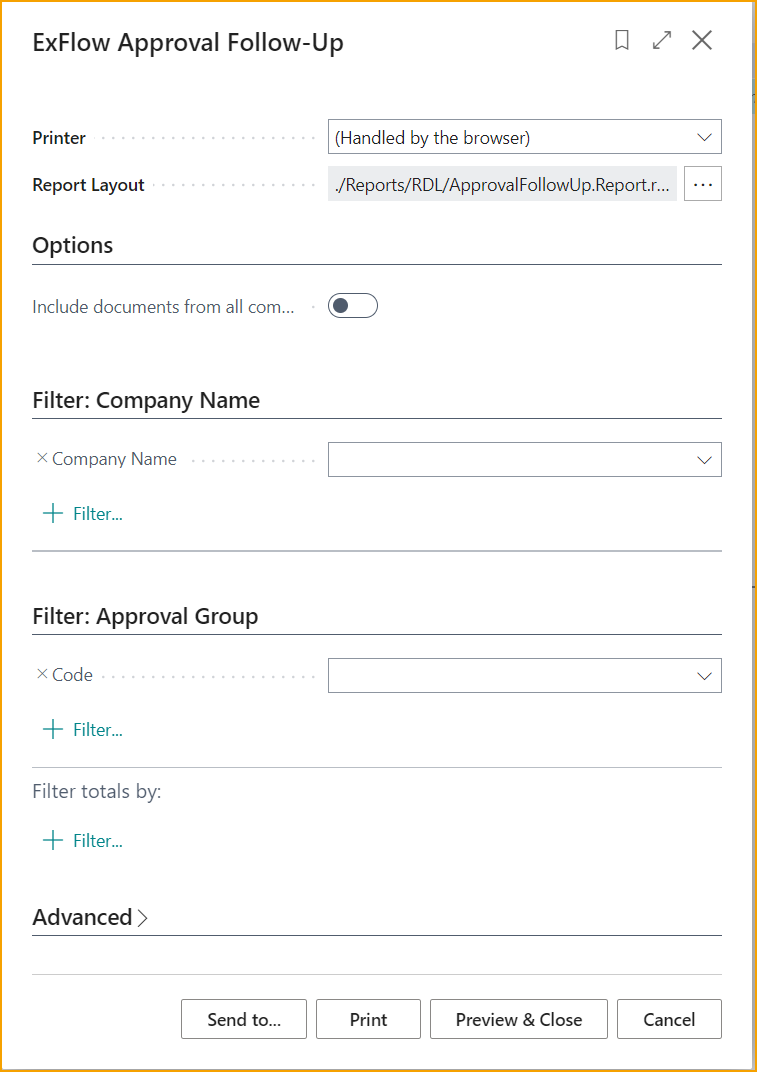 ExFlow Approval Follow-Up
Printer (Handled by the browser)
Report Layout ./Reports/RDL/ApprovalFollowUp.Report.r... ...
Options
Include documents from all com...
Filter: Company Name
× Company Name
+ Filter...
Filter: Approval Group
× Code
+ Filter...
Filter totals by:
+ Filter...
Advanced >
Send to... Print Preview & Close Cancel